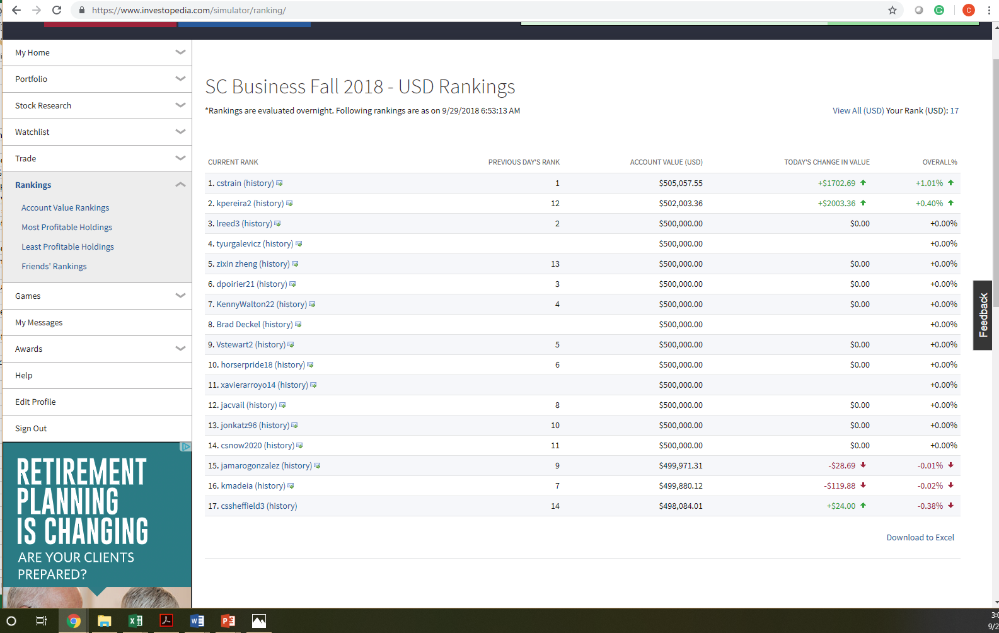 https://www.investopedia.com/simulator/ranking/
C
My Home
Portfolio
Stock Research
Watchlist
Trade
Rankings
Account Value Rankings
Most Profitable Holdings
Least Profitable Holdings
Friends' Rankings
Games
My Messages
Awards
Help
Edit Profile
Sign Out
RETIREMENT
PLANNING
IS CHANGING
ARE YOUR CLIENTS
PREPARED?
SC Business Fall 2018 - USD Rankings
*Rankings are evaluated overnight. Following rankings are as on 9/29/2018 6:53:13 AM
View All (USD) Your Rank (USD): 17
CURRENT RANK PREVIOUS DAY'S RANK ACCOUNT VALUE (USD) TODAY'S CHANGE IN VALUE OVERALL%
1. cstrain (history) 1 $505,057.55 +$1702.69 +1.01%
2. kpereira2 (history) 12 $502,003.36 +$2003.36 +0.40%
3. lreed3 (history) 2 $500,000.00 $0.00 +0.00%
4. tyurgalevicz (history) $500,000.00 +0.00%
5. zixin zheng (history) 13 $500,000.00 $0.00 +0.00%
6. dpoirier21 (history) 3 $500,000.00 $0.00 +0.00%
7. KennyWalton22 (history) 4 $500,000.00 $0.00 +0.00%
8. Brad Deckel (history) $500,000.00 +0.00%
9. Vstewart2 (history) 5 $500,000.00 $0.00 +0.00%
10. horserpride18 (history) 6 $500,000.00 $0.00 +0.00%
11. xavierarroyo14 (history) $500,000.00 +0.00%
12. jacvail (history) 8 $500,000.00 $0.00 +0.00%
13. jonkatz96 (history) 10 $500,000.00 $0.00 +0.00%
14. csnow2020 (history) 11 $500,000.00 $0.00 +0.00%
15. jamarogonzalez (history) 9 $499,971.31 -$28.69 -0.01%
16. kmadeia (history) 7 $499,880.12 -$119.88 -0.02%
17. cssheffield3 (history) 14 $498,084.01 +$24.00 -0.38%
Download to Excel
Feedback